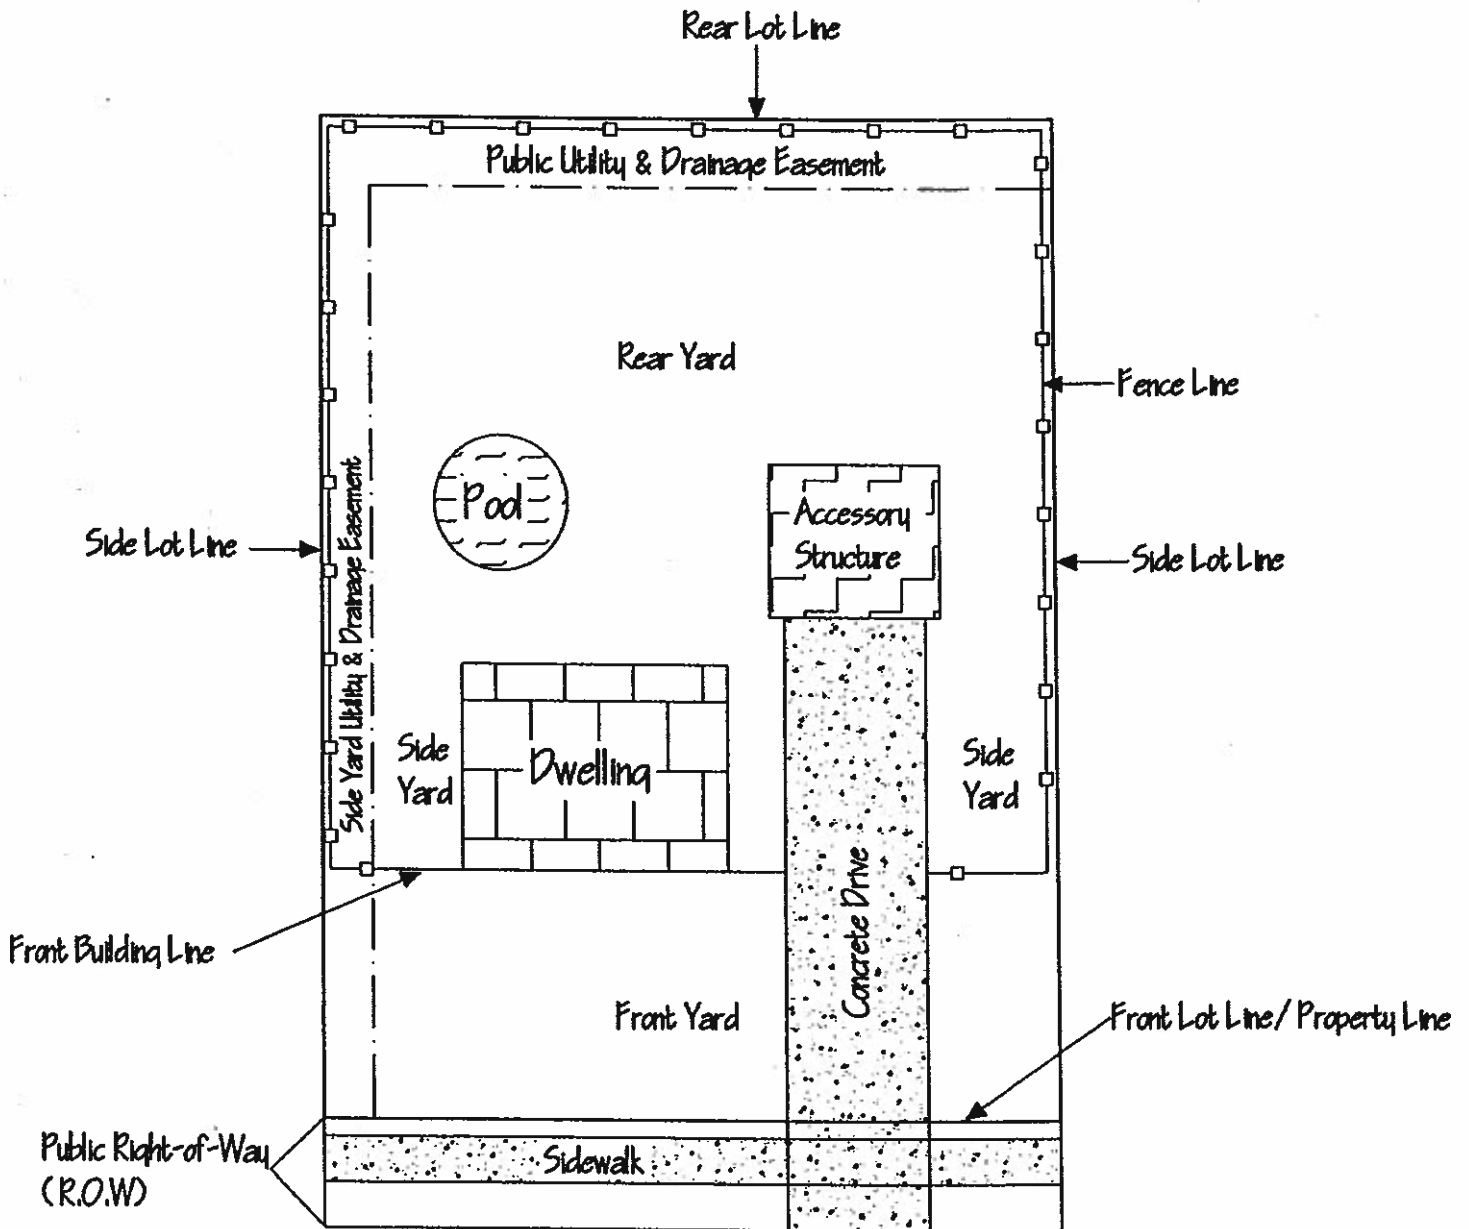 Rear Lot Line
Public Utility & Drainage Easement
Rear Yard
Fence Line
Pool
Accessory
Structure
Side Lot Line
Side Lot Line
Side Yard Utility & Drainage Easement
Side
Yard
Dwelling
Side
Yard
Concrete Drive
Front Building Line
Front Yard
Front Lot Line/ Property Line
Public Right-of-Way
(R.O.W)
Sidewalk